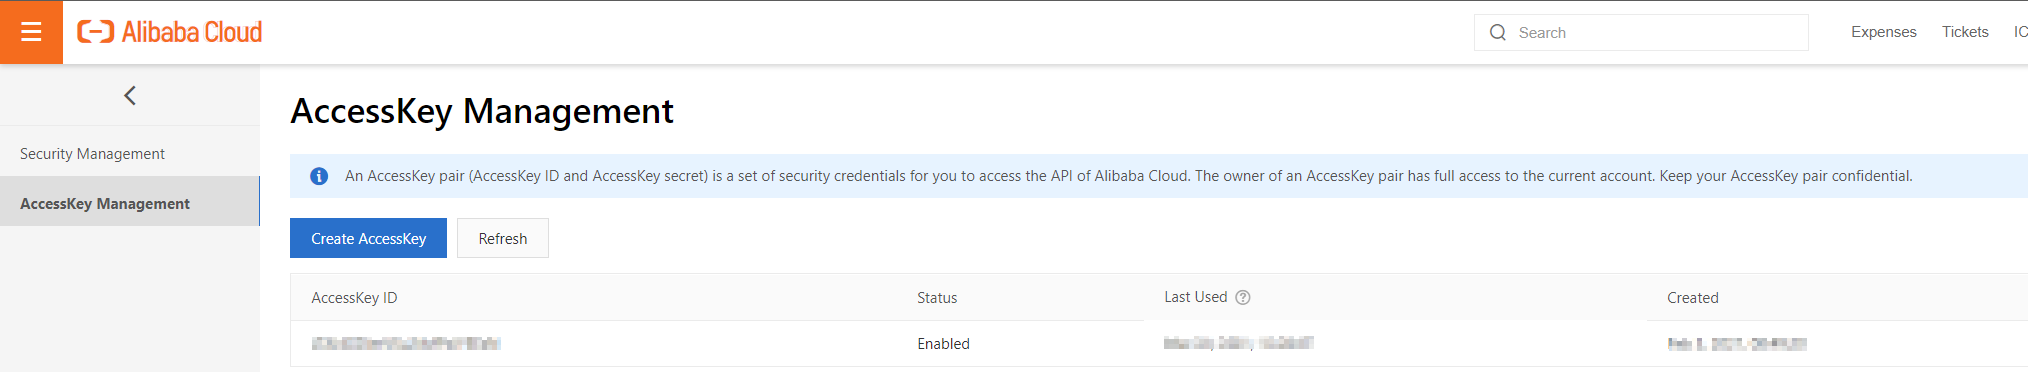 Alibaba Cloud
Search
Expenses
Tickets
IC
Security Management
AccessKey Management
AccessKey Management
An AccessKey pair (AccessKey ID and AccessKey secret) is a set of security credentials for you to access the API of Alibaba Cloud. The owner of an AccessKey pair has full access to the current account. Keep your AccessKey pair confidential.
Create AccessKey
Refresh
AccessKey ID
Status
Last Used
Created
Enabled